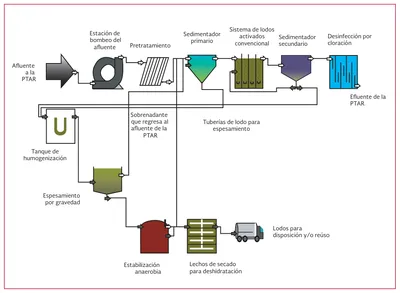 Afluente
a la
PTAR
Estación de
bombeo del
afluente
Pretratamiento
Sedimentador
primario
Sistema de lodos
activados
convencional
Sedimentador
secundario
Desinfección por
cloración
Efluente de la
PTAR
Sobrenadante
que regresa al
afluente de la
PTAR
Tuberías de lodo para
espesamiento
Tanque de
humogenización
Espesamiento
por gravedad
Estabilización
anaerobia
Lechos de secado
para deshidratación
Lodos para
disposición y/o reúso